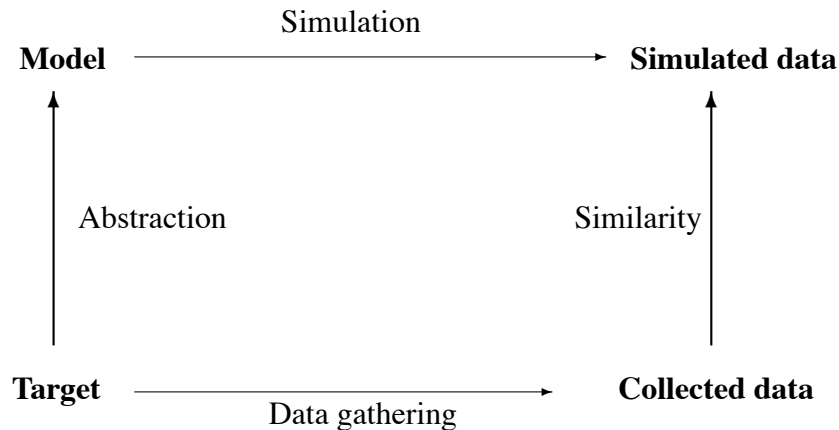 Simulation
Model
Simulated data
Abstraction
Similarity
Target
Collected data
Data gathering